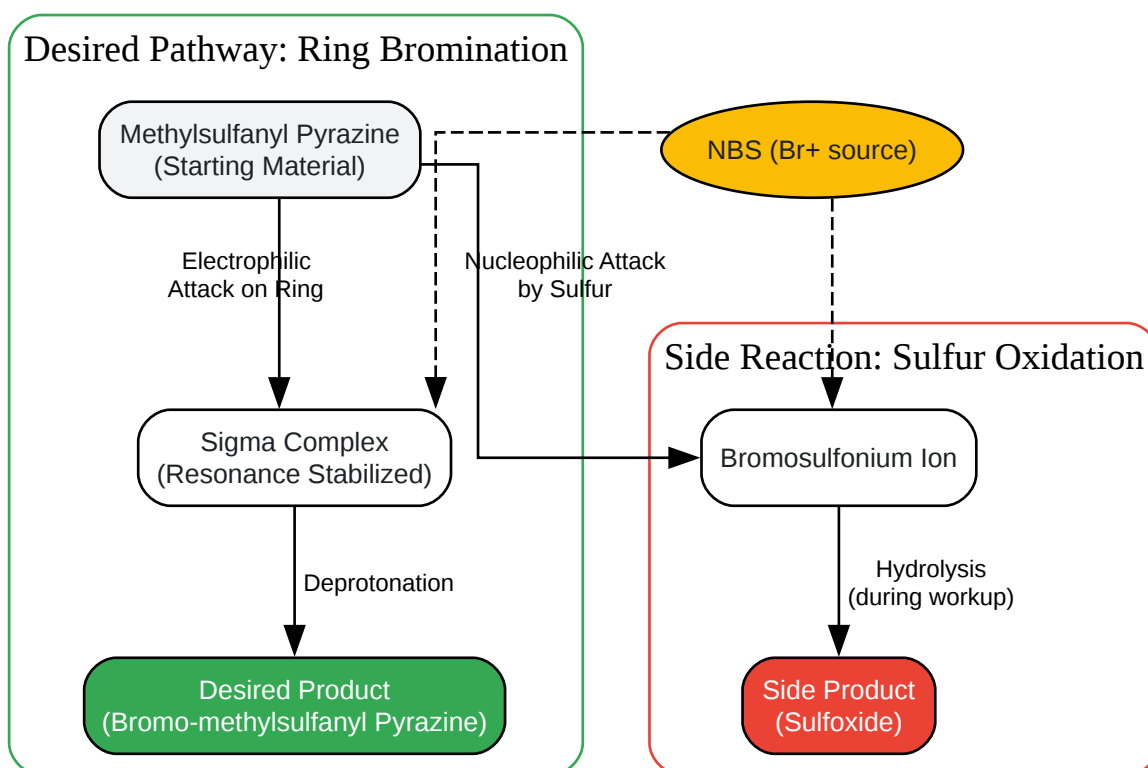 Desired Pathway: Ring Bromination
Methylsulfanyl Pyrazine
(Starting Material)
NBS (Br+ source)
Electrophilic
Attack on Ring
Nucleophilic Attack
by Sulfur
Side Reaction: Sulfur Oxidation
Sigma Complex
(Resonance Stabilized)
Bromosulfonium Ion
Deprotonation
Hydrolysis
(during workup)
Desired Product
(Bromo-methylsulfanyl Pyrazine)
Side Product
(Sulfoxide)